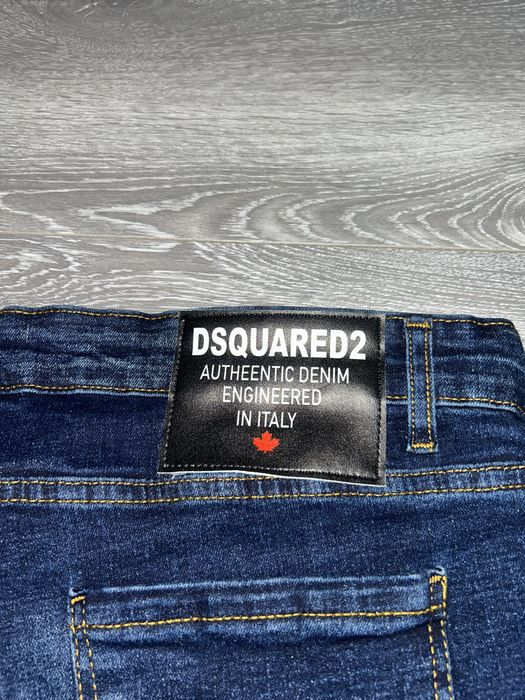 DSQUARED2
AUTHEENTIC DENIM
ENGINEERED
IN ITALY